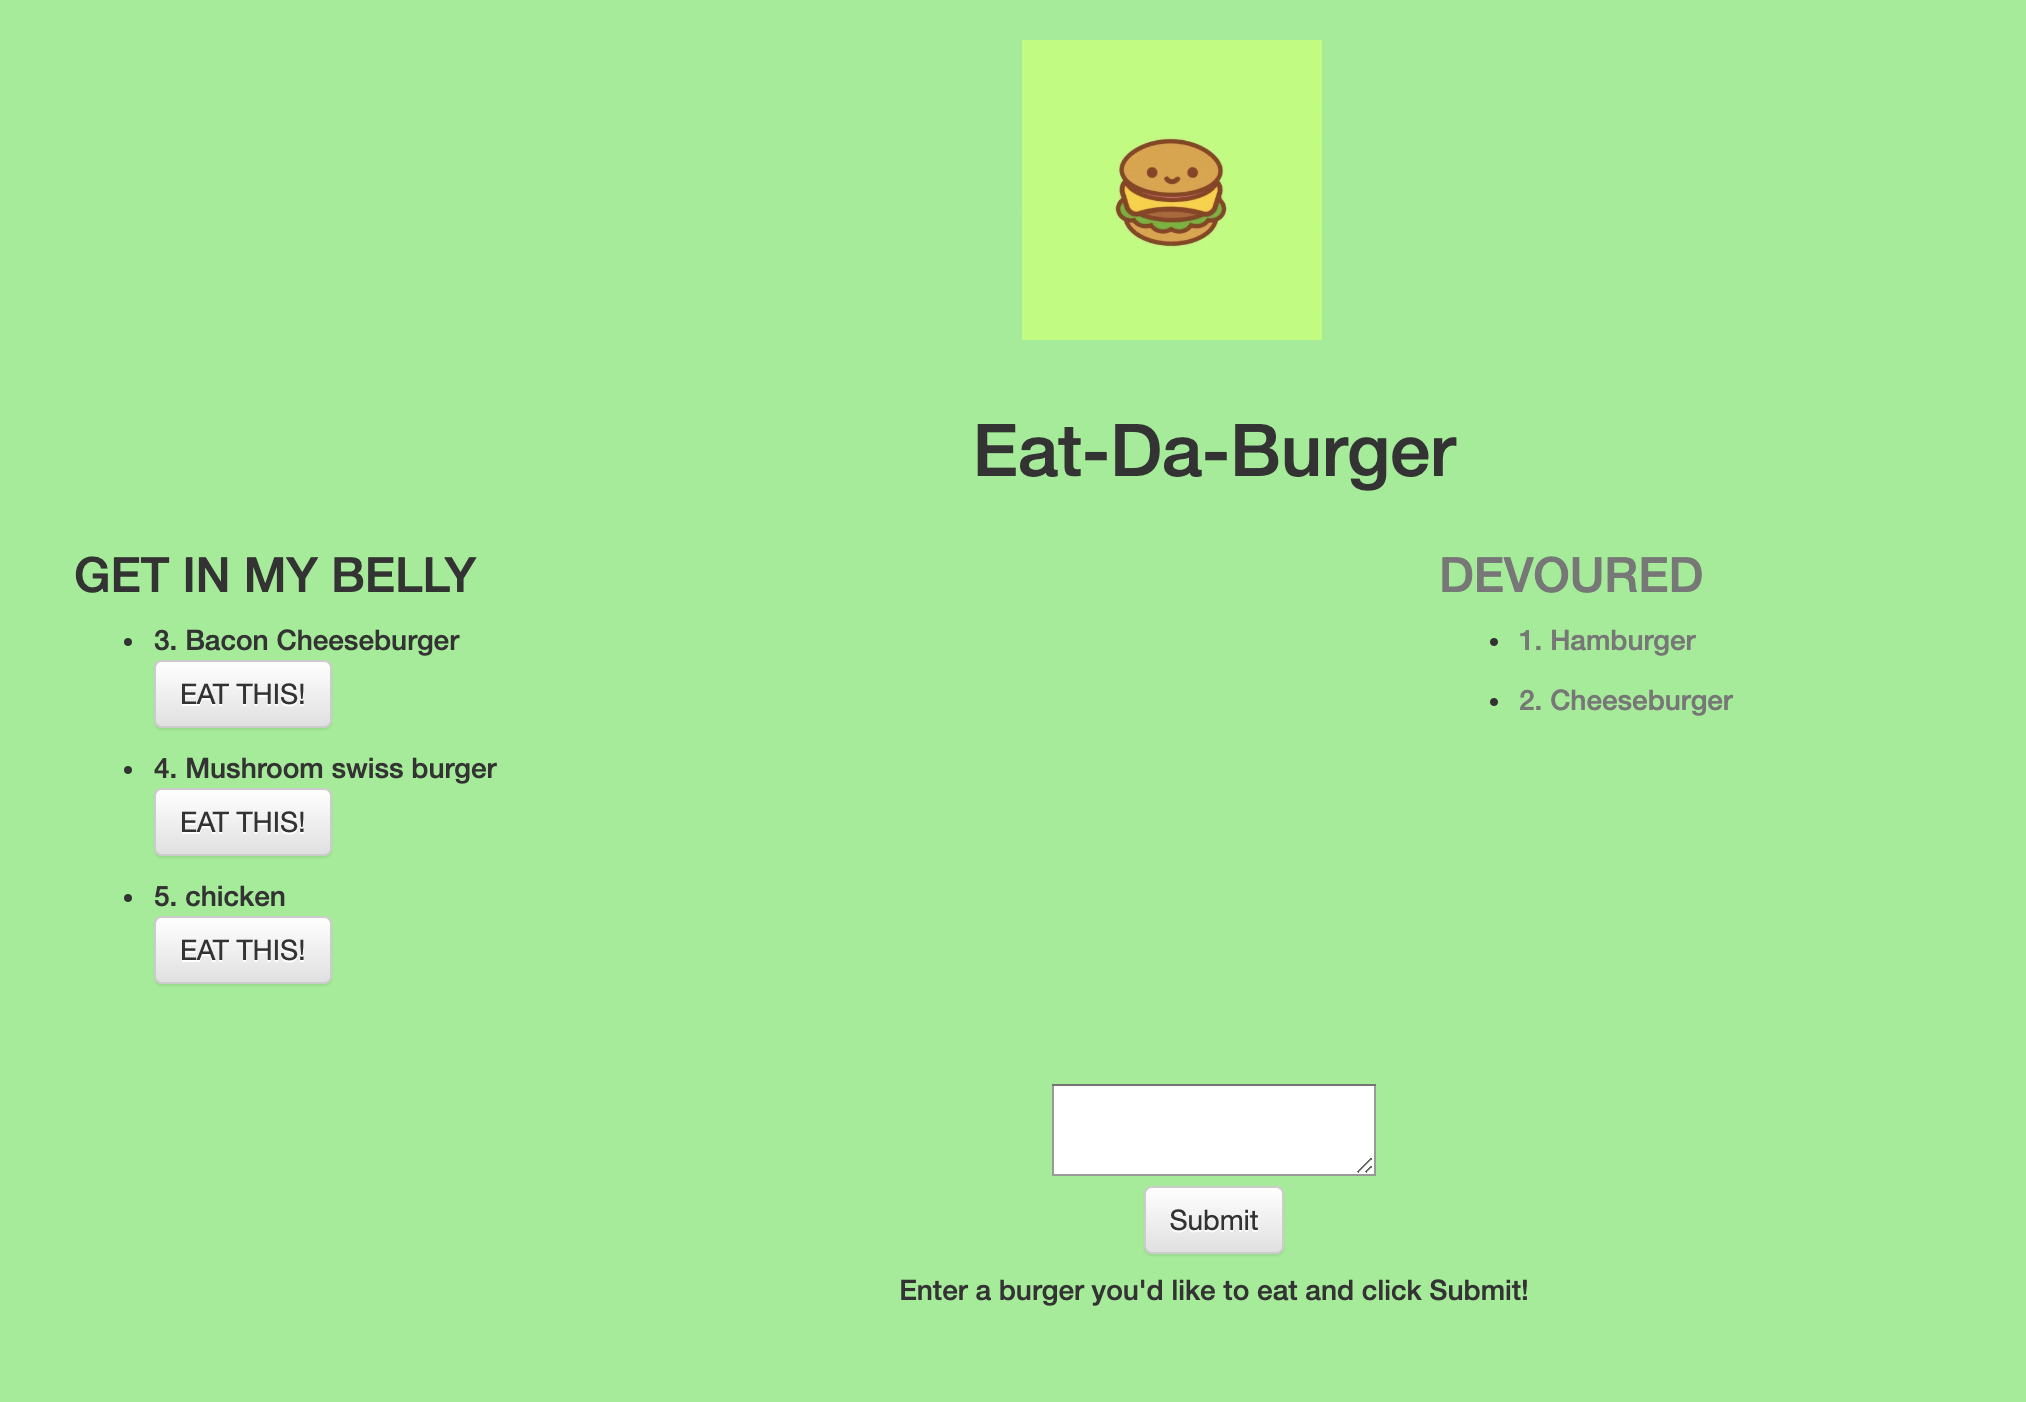 Eat-Da-Burger
GET IN MY BELLY
3. Bacon Cheeseburger
EAT THIS!
4. Mushroom swiss burger
EAT THIS!
5. chicken
EAT THIS!
DEVOURED
1. Hamburger
2. Cheeseburger
Submit
Enter a burger you'd like to eat and click Submit!